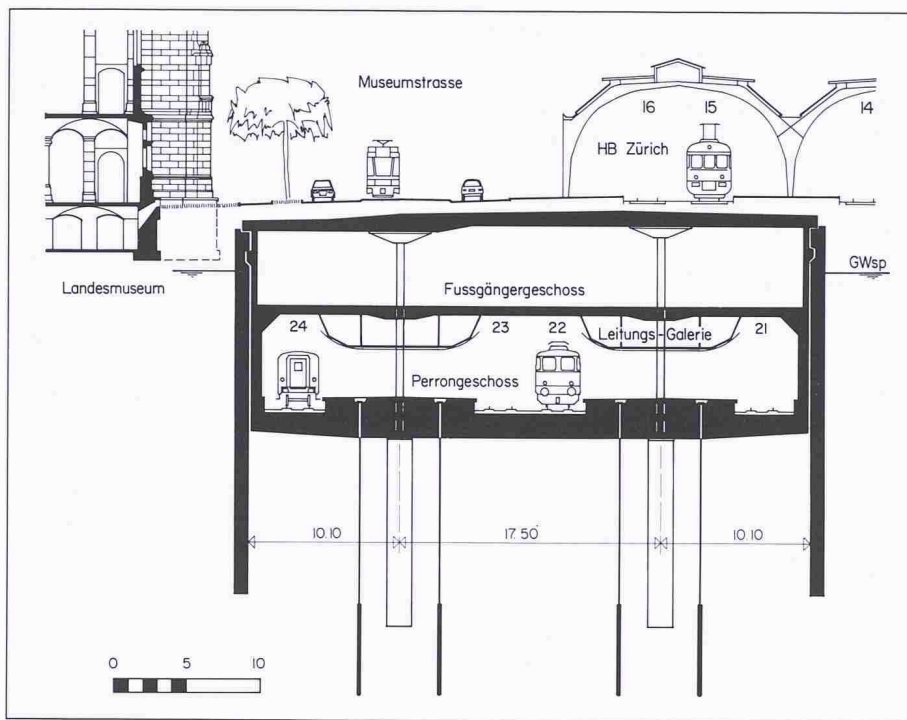 Museumstrasse
16 15 14
HB Zürich
Landesmuseum
GWsp
Fussgängergeschoss
24 23 22 Leitungs-Galerie 21
Perrongeschoss
10.10 17.50 10.10
0 5 10